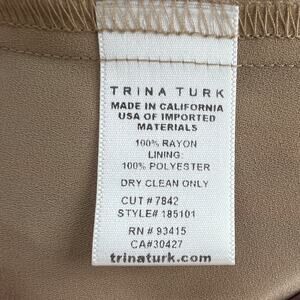 TRINA TURK
MADE IN CALIFORNIA
USA OF IMPORTED
MATERIALS
100% RAYON
LINING:
100% POLYESTER
DRY CLEAN ONLY
CUT # 7842
STYLE# 185101
RN # 93415
CA#30427
trinaturk.com